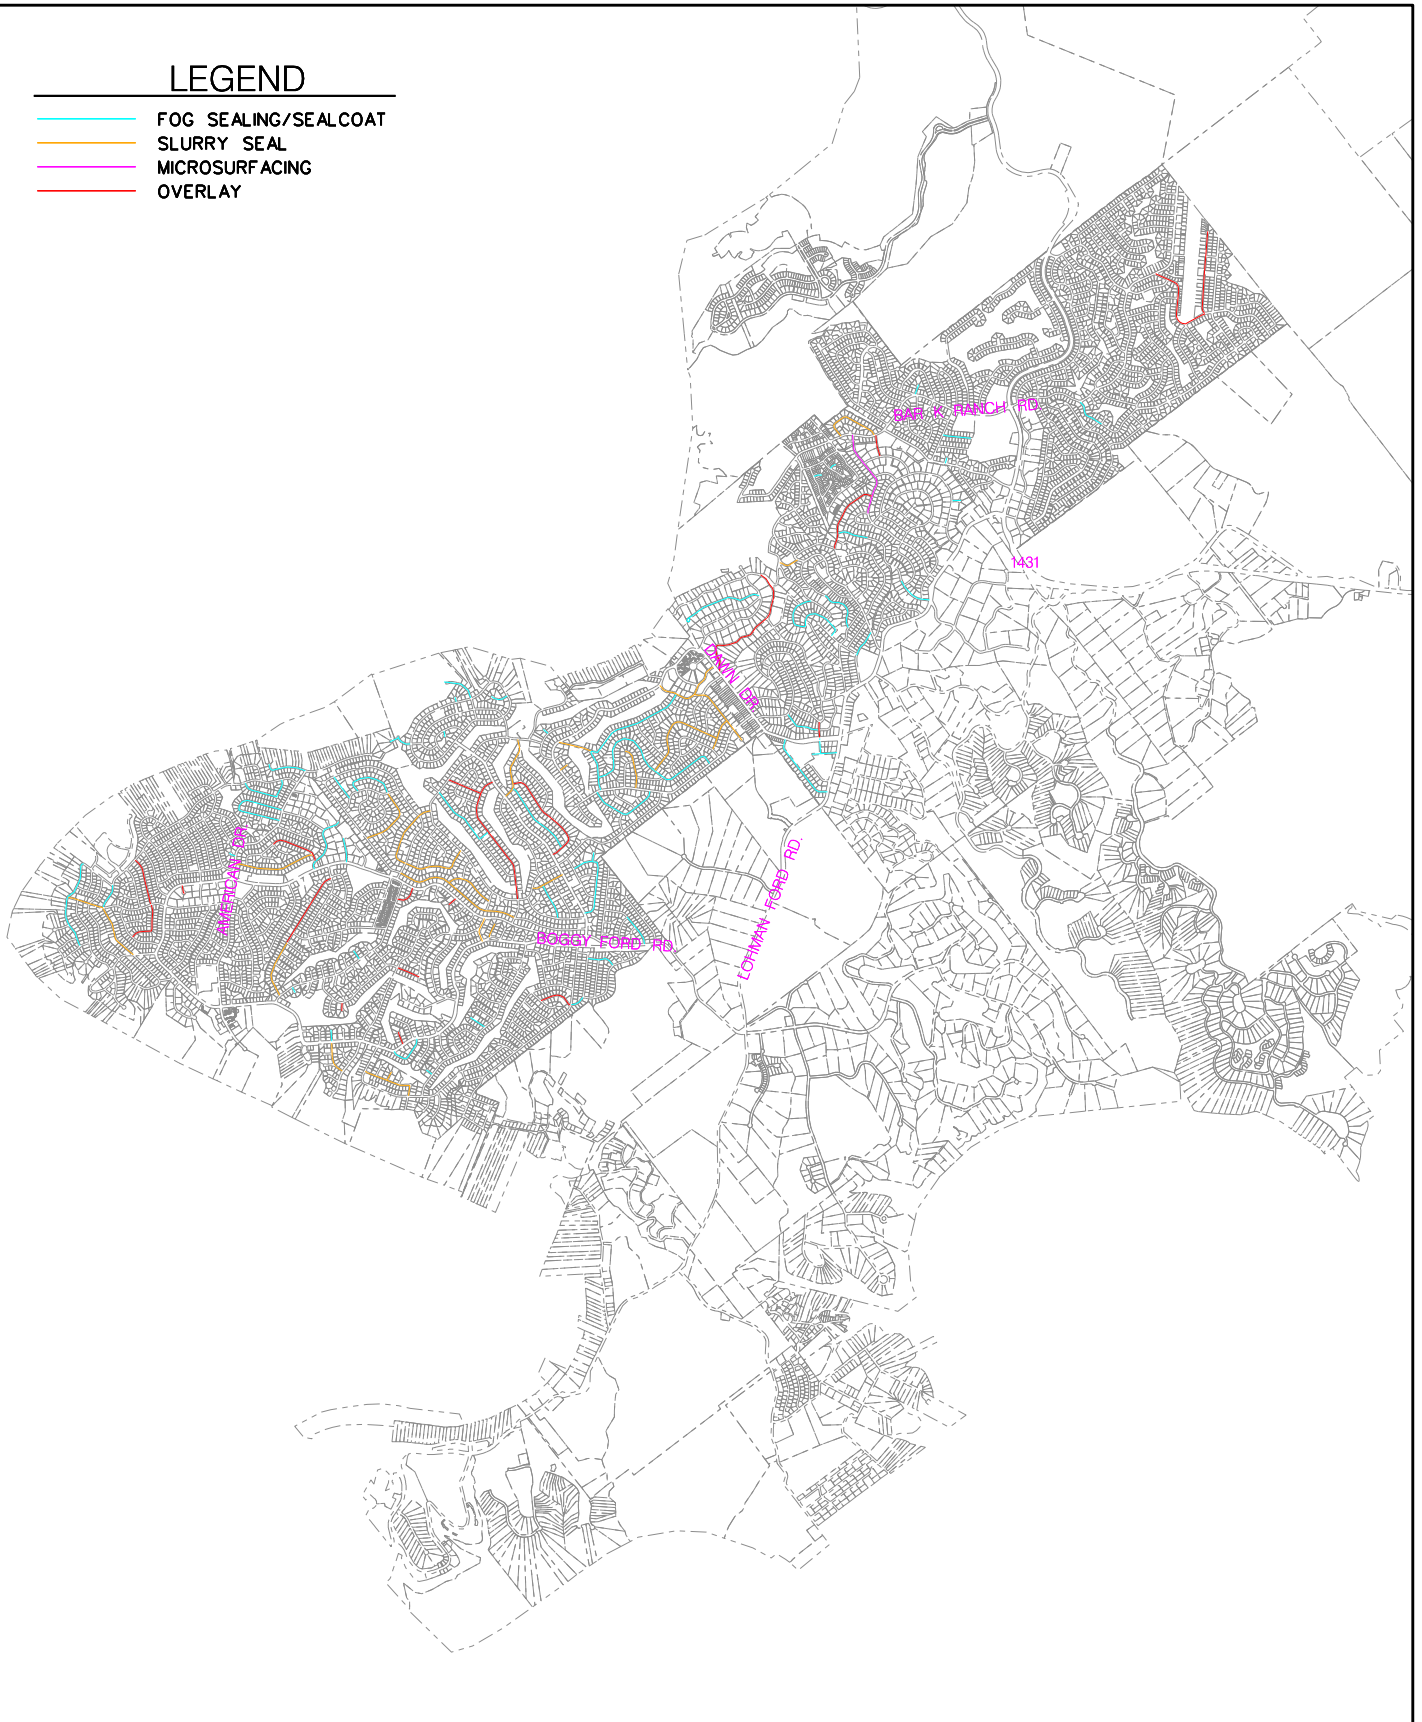 LEGEND
FOG SEALING/SEALCOAT
SLURRY SEAL
MICROSURFACING
OVERLAY
BAR K RANCH RD
1431
DAWN DR.
AMERICAN DR
LOHMAN FORD RD.
BOGGY FORD RD